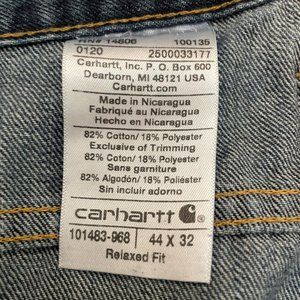 RN# 14806 100135
0120 2500033177
Carhartt, Inc. P.O. Box 600
Dearborn, MI 48121 USA
Carhartt.com
Made in Nicaragua
Fabriqué au Nicaragua
Hecho en Nicaragua
82% Cotton/ 18% Polyester
Exclusive of Trimming
82% Coton/ 18% Polyester
Sans garniture
82% Algodón/ 18% Poliéster
Sin incluir adorno
carhartt
101483-968 44 X 32
Relaxed Fit